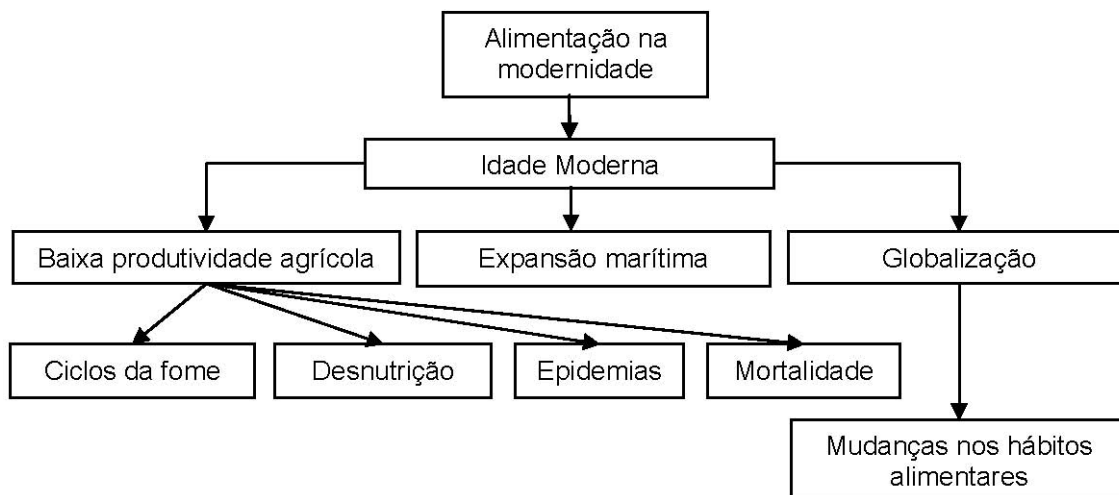 Alimentação na
modernidade
Idade Moderna
Baixa produtividade agrícola
Expansão marítima
Globalização
Ciclos da fome
Desnutrição
Epidemias
Mortalidade
Mudanças nos hábitos
alimentares